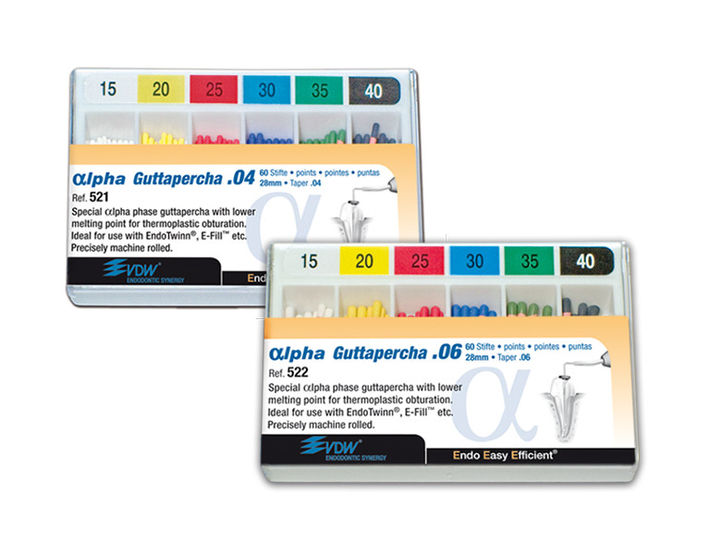 15 20 25 30 35 40
αlpha Guttapercha .04
60 Stifte • points • pointes • puntas
28mm • Taper .04
Ref. 521
Special αlpha phase guttapercha with lower
melting point for thermoplastic obturation.
Ideal for use with EndoTwinn®, E-Fill™ etc.
Precisely machine rolled.
α
VDW®
ENDODONTIC SYNERGY
Endo
15 20 25 30 35 40
αlpha Guttapercha .06
60 Stifte • points • pointes • puntas
28mm • Taper .06
Ref. 522
Special αlpha phase guttapercha with lower
melting point for thermoplastic obturation.
Ideal for use with EndoTwinn®, E-Fill™ etc.
Precisely machine rolled.
α
VDW®
ENDODONTIC SYNERGY
Endo Easy Efficient®